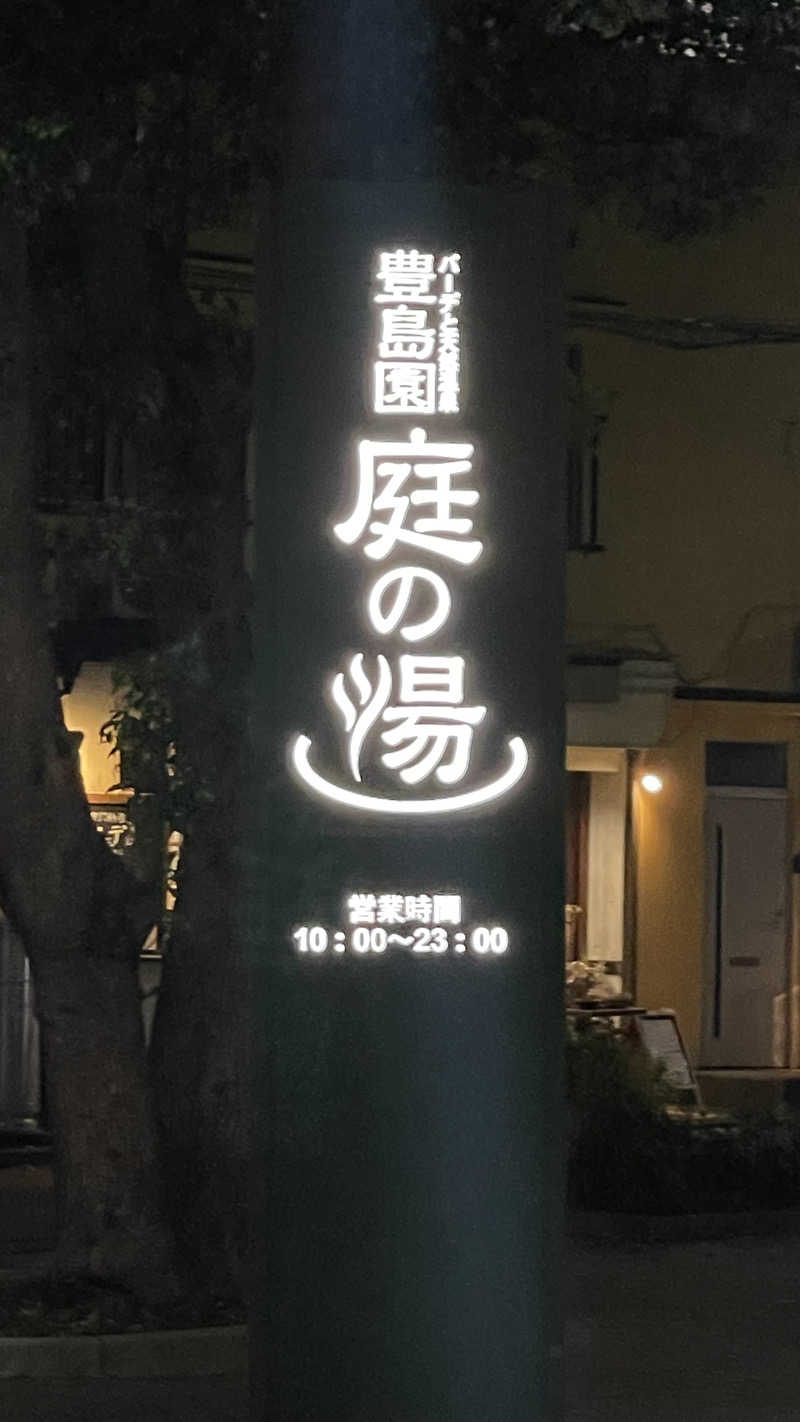 バーデと天然温泉
豊島園
庭の湯
営業時間
10:00〜23:00